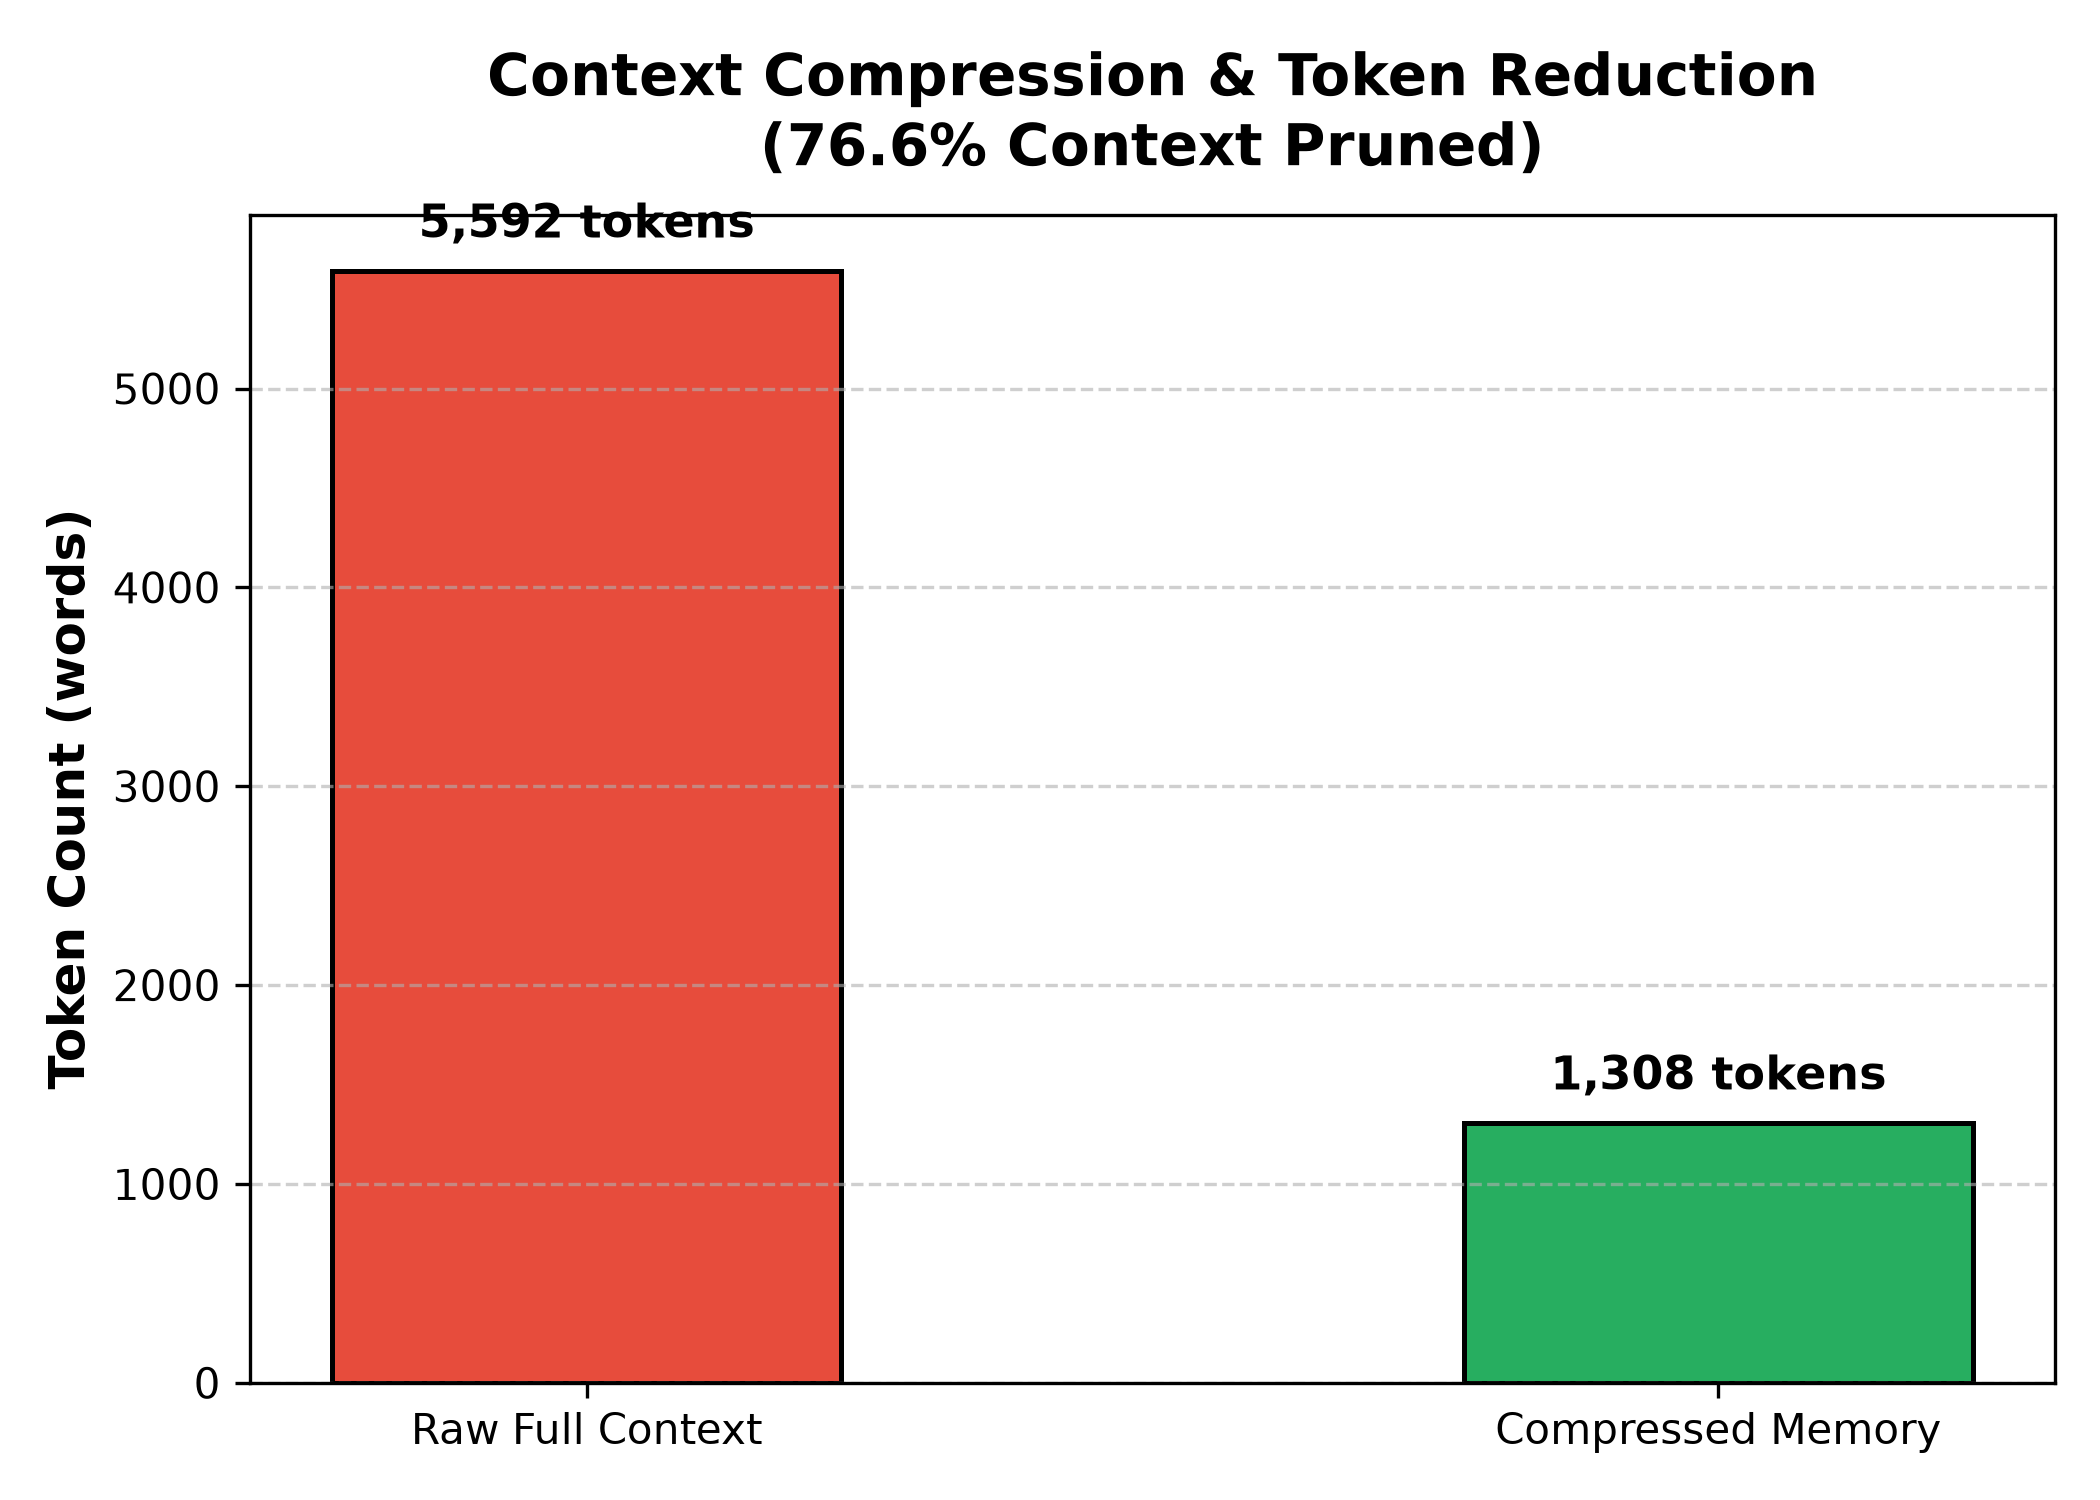 Context Compression & Token Reduction
(76.6% Context Pruned)
5,592 tokens
5000
4000
3000
2000
1000
0
Token Count (words)
1,308 tokens
Raw Full Context
Compressed Memory